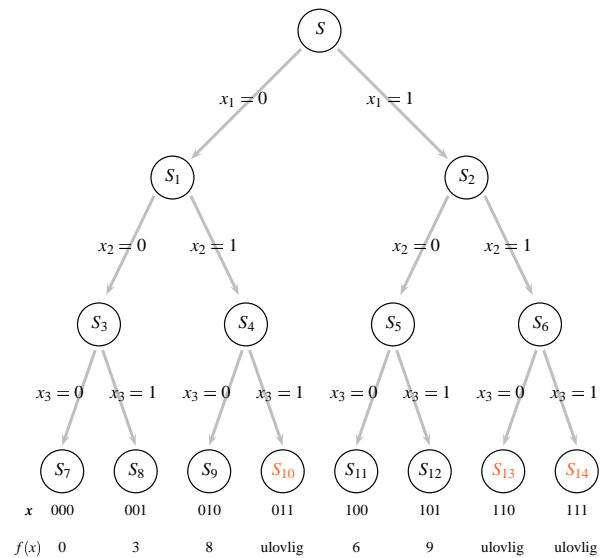 S
x₁ = 0 x₁ = 1
S₁ S₂
x₂ = 0 x₂ = 1 x₂ = 0 x₂ = 1
S₃ S₄ S₅ S₆
x₃ = 0 x₃ = 1 x₃ = 0 x₃ = 1 x₃ = 0 x₃ = 1 x₃ = 0 x₃ = 1
S₇ S₈ S₉ S₁₀ S₁₁ S₁₂ S₁₃ S₁₄
x 000 001 010 011 100 101 110 111
f(x) 0 3 8 ulovlig 6 9 ulovlig ulovlig